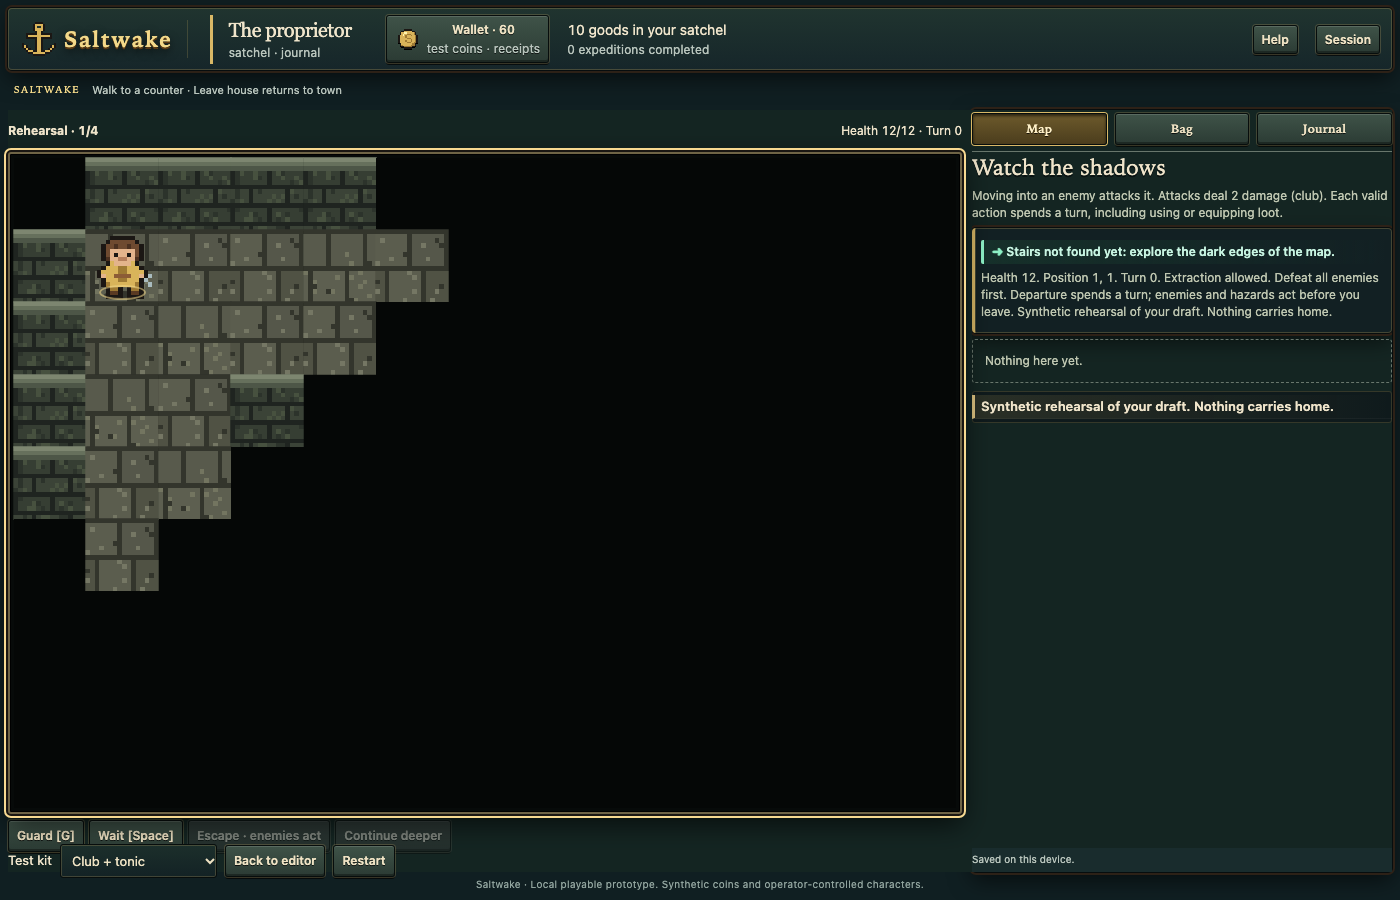 Saltwake
The proprietor
satchel · journal
Wallet · 60
test coins · receipts
10 goods in your satchel
0 expeditions completed
Help
Session
SALTWAKE
Walk to a counter · Leave house returns to town
Rehearsal · 1/4
Health 12/12 · Turn 0
Map
Bag
Journal
Watch the shadows
Moving into an enemy attacks it. Attacks deal 2 damage (club). Each valid
action spends a turn, including using or equipping loot.
➜ Stairs not found yet: explore the dark edges of the map.
Health 12. Position 1, 1. Turn 0. Extraction allowed. Defeat all enemies
first. Departure spends a turn; enemies and hazards act before you
leave. Synthetic rehearsal of your draft. Nothing carries home.
Nothing here yet.
Synthetic rehearsal of your draft. Nothing carries home.
Guard [G]
Wait [Space]
Escape · enemies act
Continue deeper
Test kit
Club + tonic
Back to editor
Restart
Saved on this device.
Saltwake · Local playable prototype. Synthetic coins and operator-controlled characters.